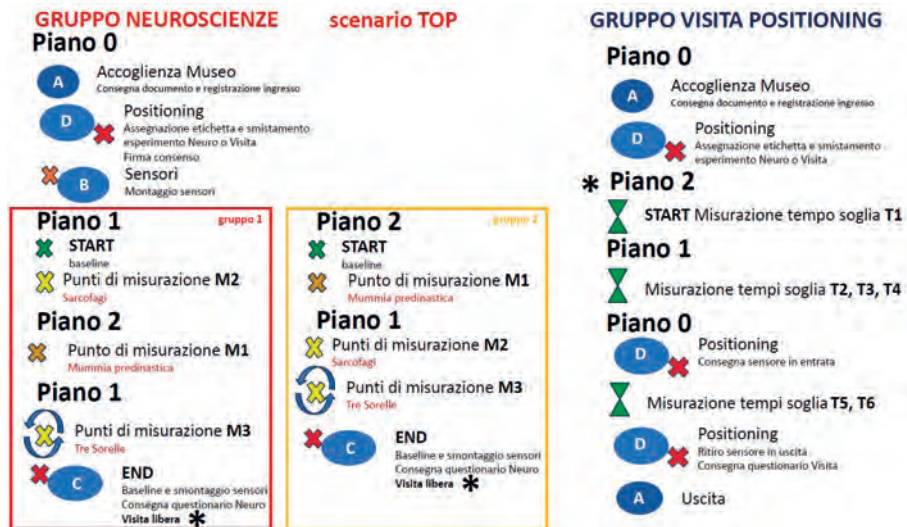 GRUPPO NEUROSCIENZE
scenario TOP
Piano 0
A
Accoglienza Museo
Consegna documento e registrazione ingresso
D
Positioning
Assegnazione etichetta e smistamento
esperimento Neuro o Visita
Firma consenso
B
Sensori
Montaggio sensori
gruppo 1
Piano 1
START
baseline
Punti di misurazione M2
Sarcofagi
Piano 2
Punto di misurazione M1
Mummia predinastica
Piano 1
Punti di misurazione M3
Tre Sorelle
C
END
Baseline e smontaggio sensori
Consegna questionario Neuro
Visita libera *
gruppo 2
Piano 2
START
baseline
Punto di misurazione M1
Mummia predinastica
Piano 1
Punti di misurazione M2
Sarcofagi
Punti di misurazione M3
Tre Sorelle
C
END
Baseline e smontaggio sensori
Consegna questionario Neuro
Visita libera *
GRUPPO VISITA POSITIONING
Piano 0
A
Accoglienza Museo
Consegna documento e registrazione ingresso
D
Positioning
Assegnazione etichetta e smistamento
esperimento Neuro o Visita
* Piano 2
START Misurazione tempo soglia T1
Piano 1
Misurazione tempi soglia T2, T3, T4
Piano 0
D
Positioning
Consegna sensore in entrata
Misurazione tempi soglia T5, T6
D
Positioning
Ritiro sensore in uscita
Consegna questionario Visita
A
Uscita